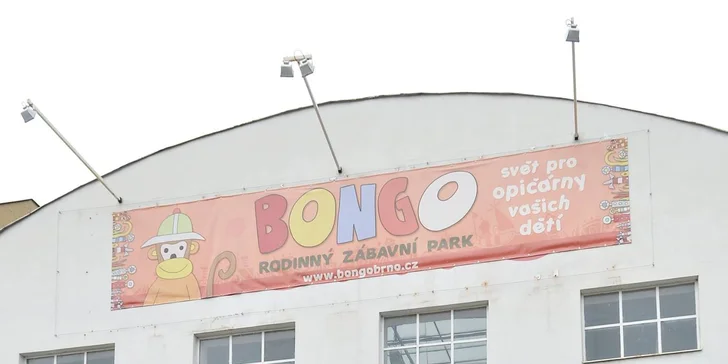 BONGO
RODINNÝ ZÁBAVNÍ PARK
www.bongobrno.cz
svět pro
opičárny
vašich
dětí